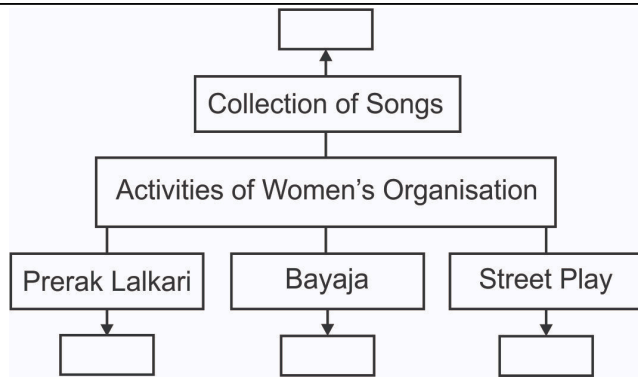 Collection of Songs
Activities of Women's Organisation
Prerak Lalkari
Bayaja
Street Play